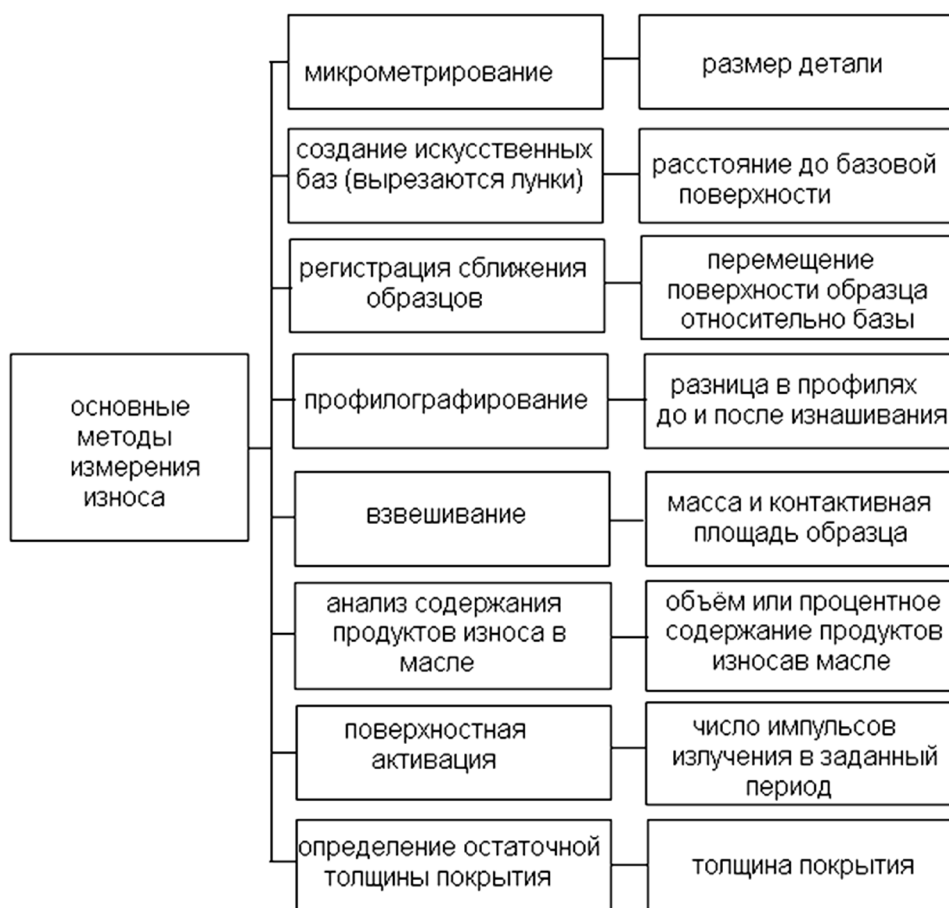 микрометрирование
размер детали
создание искусственных
баз (вырезаются лунки)
расстояние до базовой
поверхности
регистрация сближения
образцов
перемещение
поверхности образца
относительно базы
основные
методы
измерения
износа
профилографирование
разница в профилях
до и после изнашивания
взвешивание
масса и контактивная
площадь образца
анализ содержания
продуктов износа в
масле
объём или процентное
содержание продуктов
износав масле
поверхностная
активация
число импульсов
излучения в заданный
период
определение остаточной
толщины покрытия
толщина покрытия